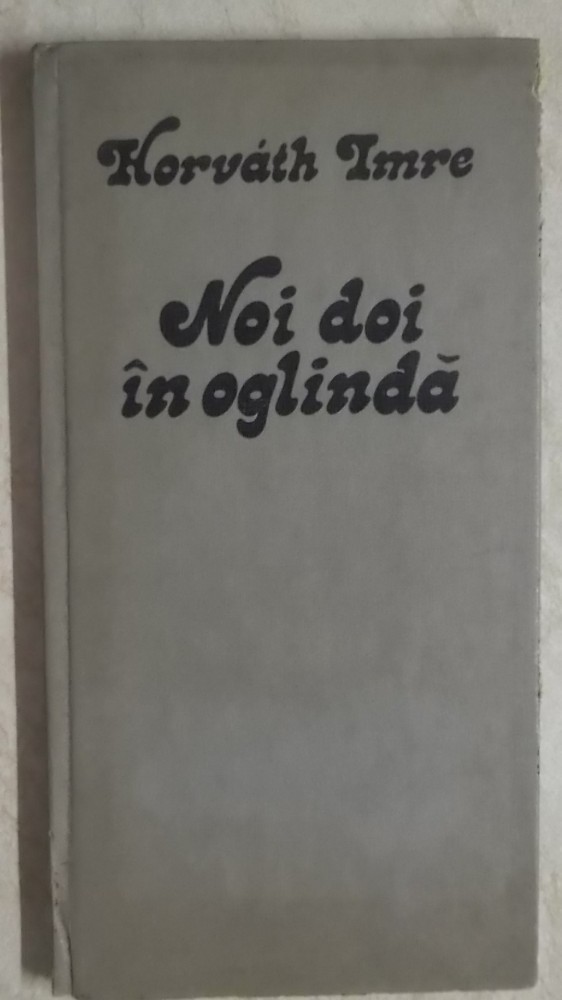 Horváth Imre
Noi doi
în oglindă